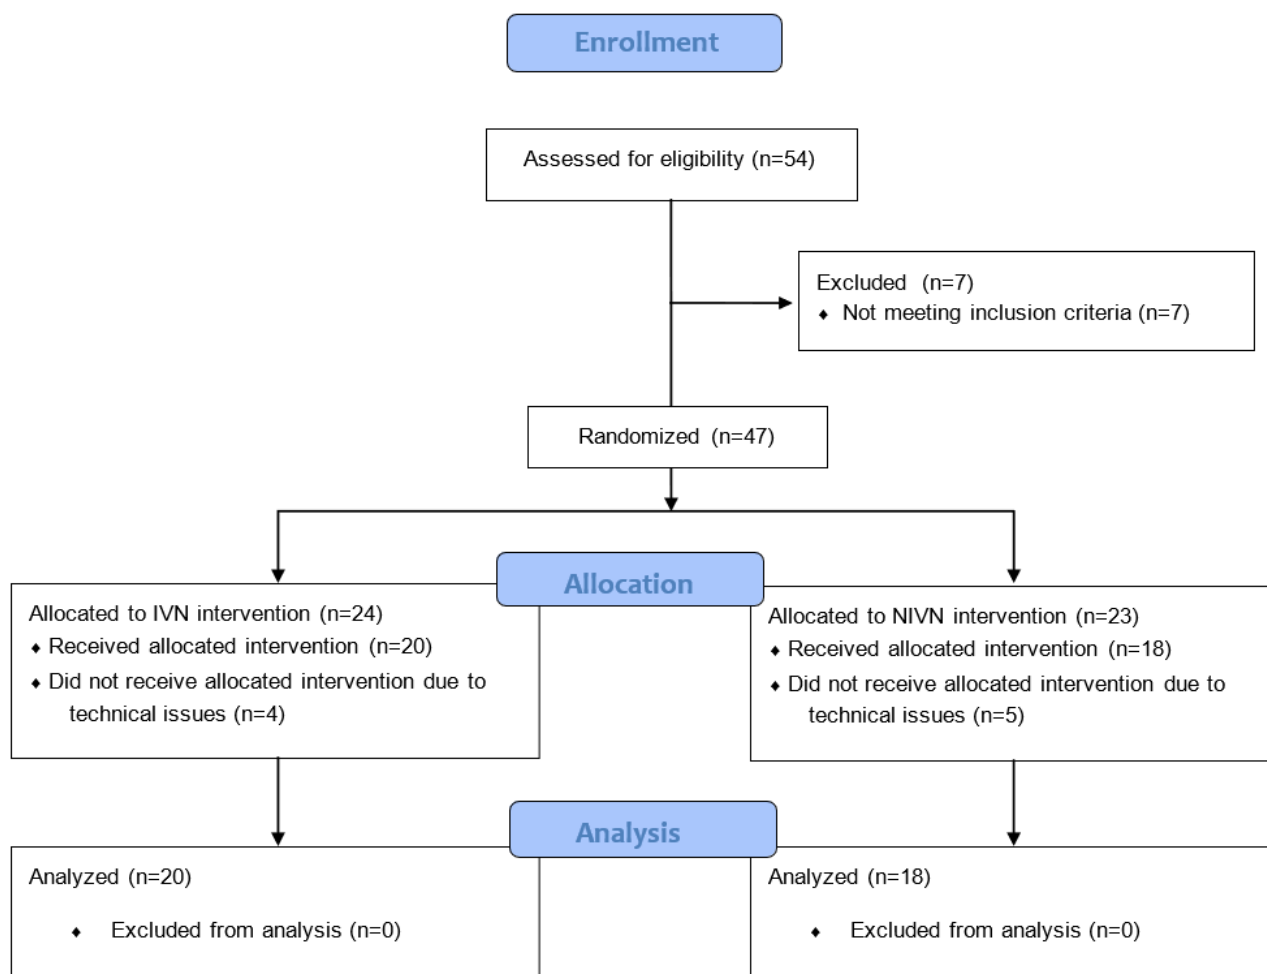 Enrollment
Assessed for eligibility (n=54)
Excluded (n=7)
♦ Not meeting inclusion criteria (n=7)
Randomized (n=47)
Allocation
Allocated to IVN intervention (n=24)
♦ Received allocated intervention (n=20)
♦ Did not receive allocated intervention due to
technical issues (n=4)
Allocated to NIVN intervention (n=23)
♦ Received allocated intervention (n=18)
♦ Did not receive allocated intervention due to
technical issues (n=5)
Analysis
Analyzed (n=20)
♦ Excluded from analysis (n=0)
Analyzed (n=18)
♦ Excluded from analysis (n=0)